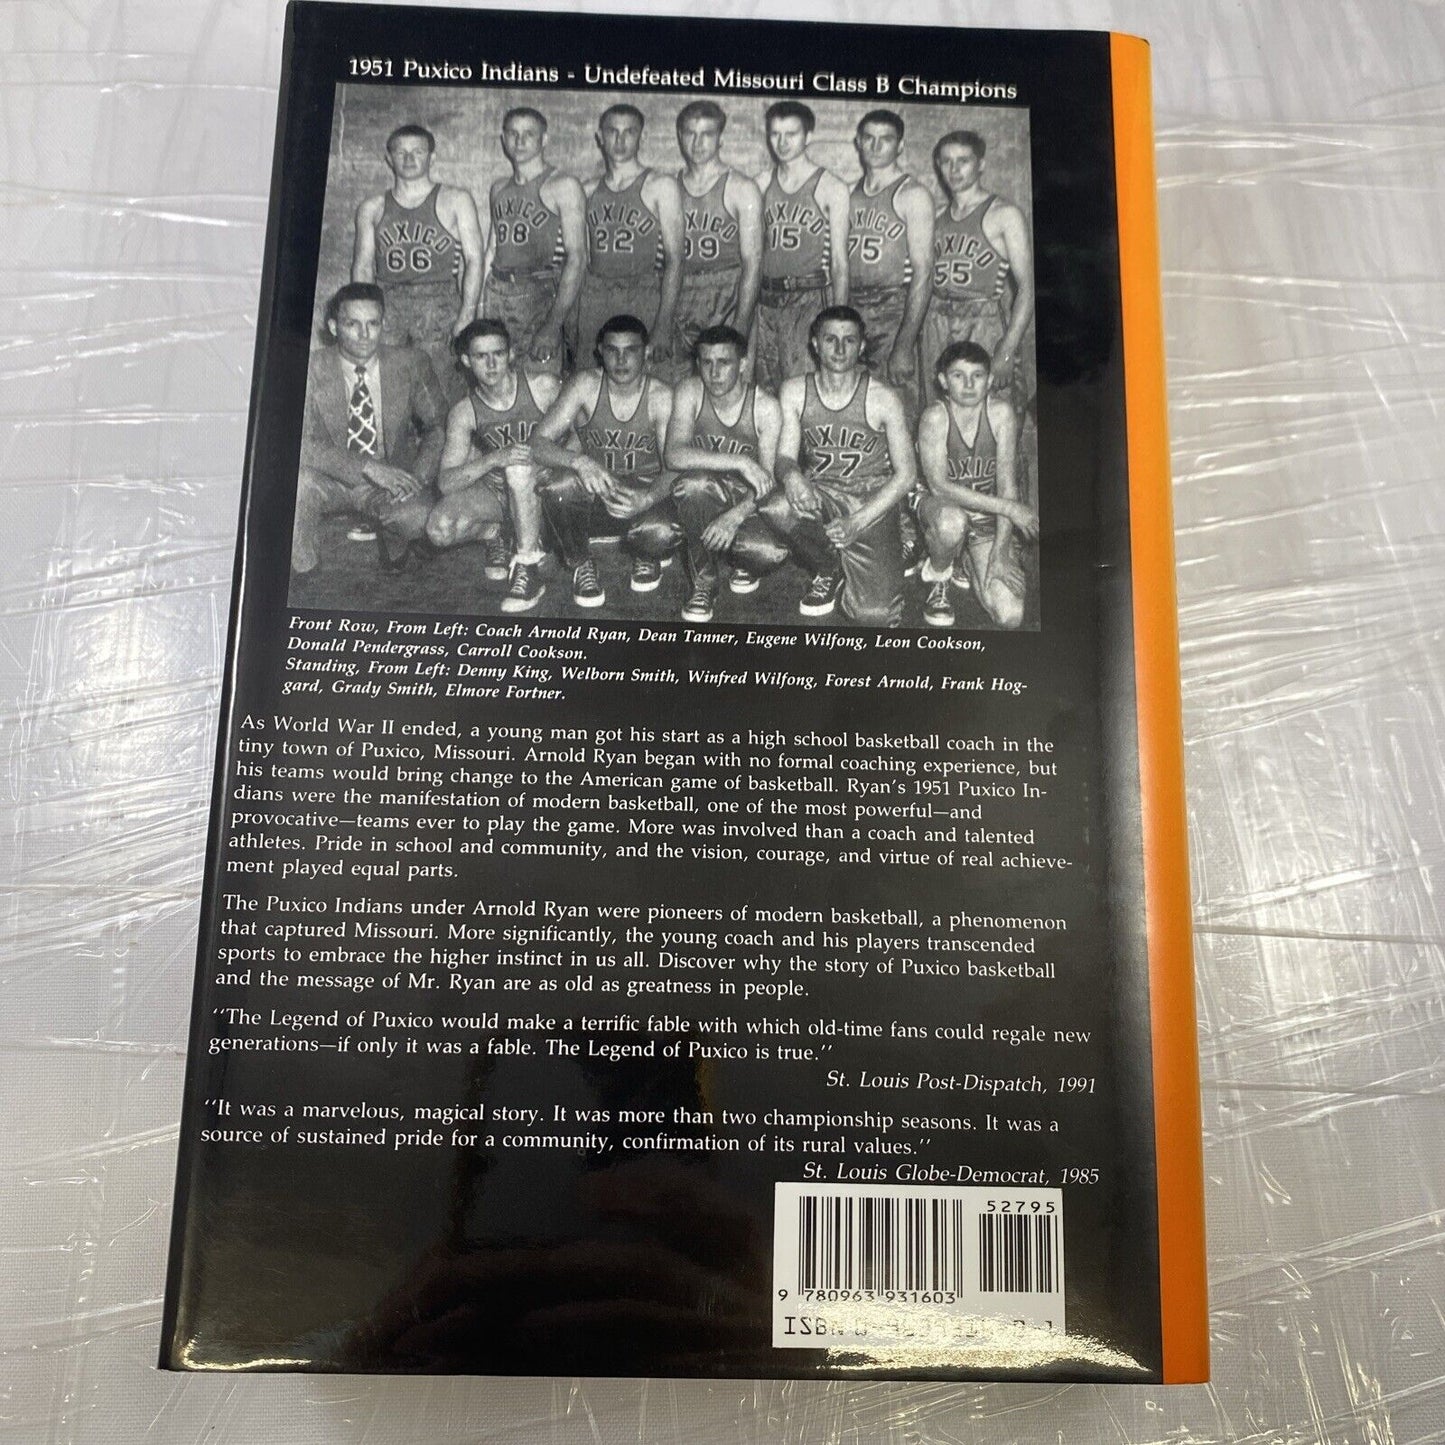 1951 Puxico Indians - Undefeated Missouri Class B Champions
UXICO 66
UXICO 88
UXICO 22
XICO 99
UXICO 15
XICO 75
UXICO 55
UXI
PUXICO 11
UXICO
UXICO 77
UXIC
Front Row, From Left: Coach Arnold Ryan, Dean Tanner, Eugene Wilfong, Leon Cookson,
Donald Pendergrass, Carroll Cookson.
Standing, From Left: Denny King, Welborn Smith, Winfred Wilfong, Forest Arnold, Frank Hog-
gard, Grady Smith, Elmore Fortner.
As World War II ended, a young man got his start as a high school basketball coach in the
tiny town of Puxico, Missouri. Arnold Ryan began with no formal coaching experience, but
his teams would bring change to the American game of basketball. Ryan's 1951 Puxico In-
dians were the manifestation of modern basketball, one of the most powerful—and
provocative—teams ever to play the game. More was involved than a coach and talented
athletes. Pride in school and community, and the vision, courage, and virtue of real achieve-
ment played equal parts.
The Puxico Indians under Arnold Ryan were pioneers of modern basketball, a phenomenon
that captured Missouri. More significantly, the young coach and his players transcended
sports to embrace the higher instinct in us all. Discover why the story of Puxico basketball
and the message of Mr. Ryan are as old as greatness in people.
''The Legend of Puxico would make a terrific fable with which old-time fans could regale new
generations—if only it was a fable. The Legend of Puxico is true.''
St. Louis Post-Dispatch, 1991
''It was a marvelous, magical story. It was more than two championship seasons. It was a
source of sustained pride for a community, confirmation of its rural values.''
St. Louis Globe-Democrat, 1985
52795
9 780963 931603
ISBN